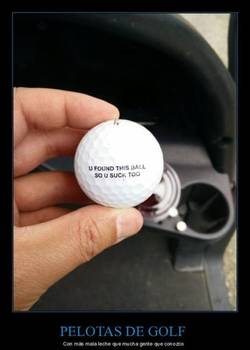 U FOUND THIS BALL
SO U SUCK TOO
PELOTAS DE GOLF
Con más mala leche que mucha gente que conozco